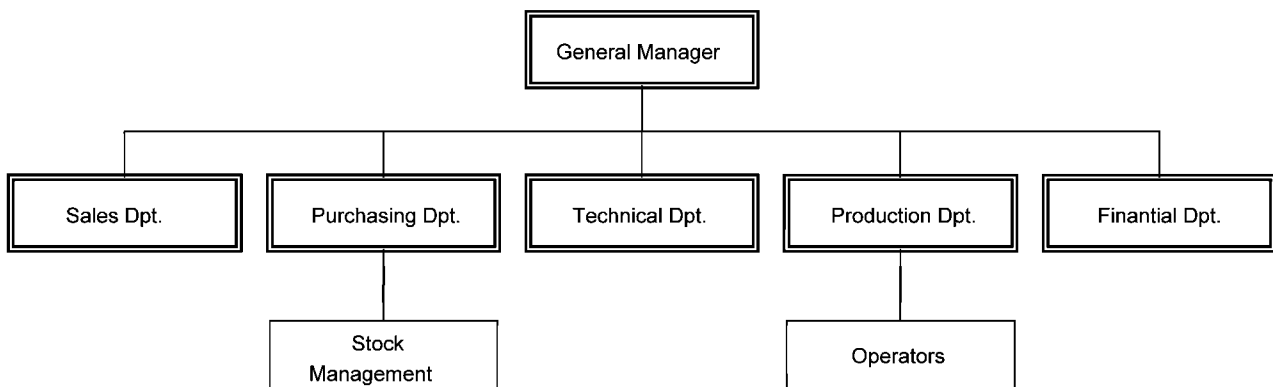 General Manager
Sales Dpt.
Purchasing Dpt.
Technical Dpt.
Production Dpt.
Finantial Dpt.
Stock
Management
Operators